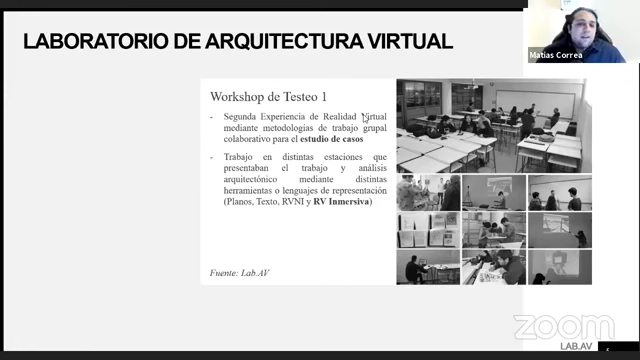 LABORATORIO DE ARQUITECTURA VIRTUAL
Matías Correa
Workshop de Testeo 1
- Segunda Experiencia de Realidad Virtual
mediante metodologías de trabajo grupal
colaborativo para el estudio de casos
- Trabajo en distintas estaciones que
presentaban el trabajo y análisis
arquitectónico mediante distintas
herramientas o lenguajes de representación
(Planos, Texto, RVNI y RV Inmersiva)
Fuente: Lab.AV
zoom
LAB.AV